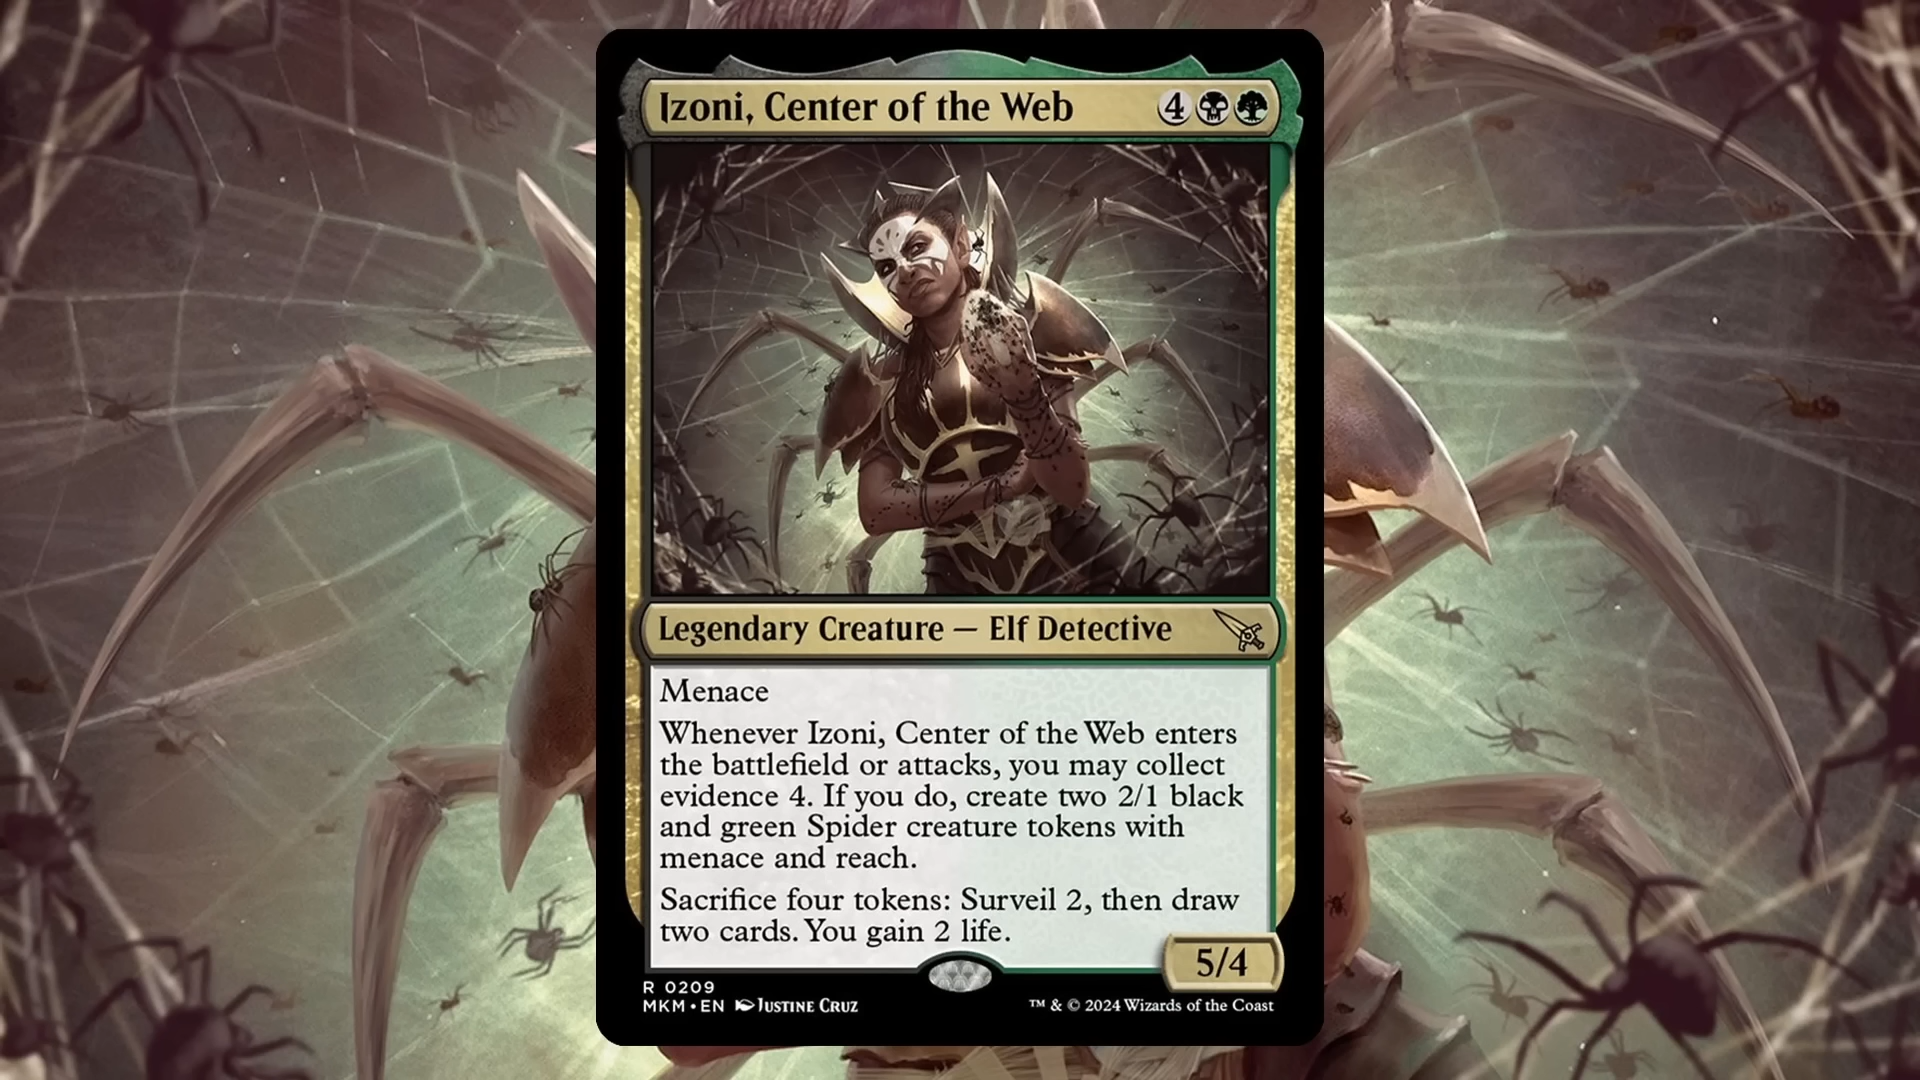 Izoni, Center of the Web 4
Legendary Creature — Elf Detective
Menace
Whenever Izoni, Center of the Web enters
the battlefield or attacks, you may collect
evidence 4. If you do, create two 2/1 black
and green Spider creature tokens with
menace and reach.
Sacrifice four tokens: Surveil 2, then draw
two cards. You gain 2 life.
5/4
R 0209
MKM • EN Justine Cruz
™ & © 2024 Wizards of the Coast